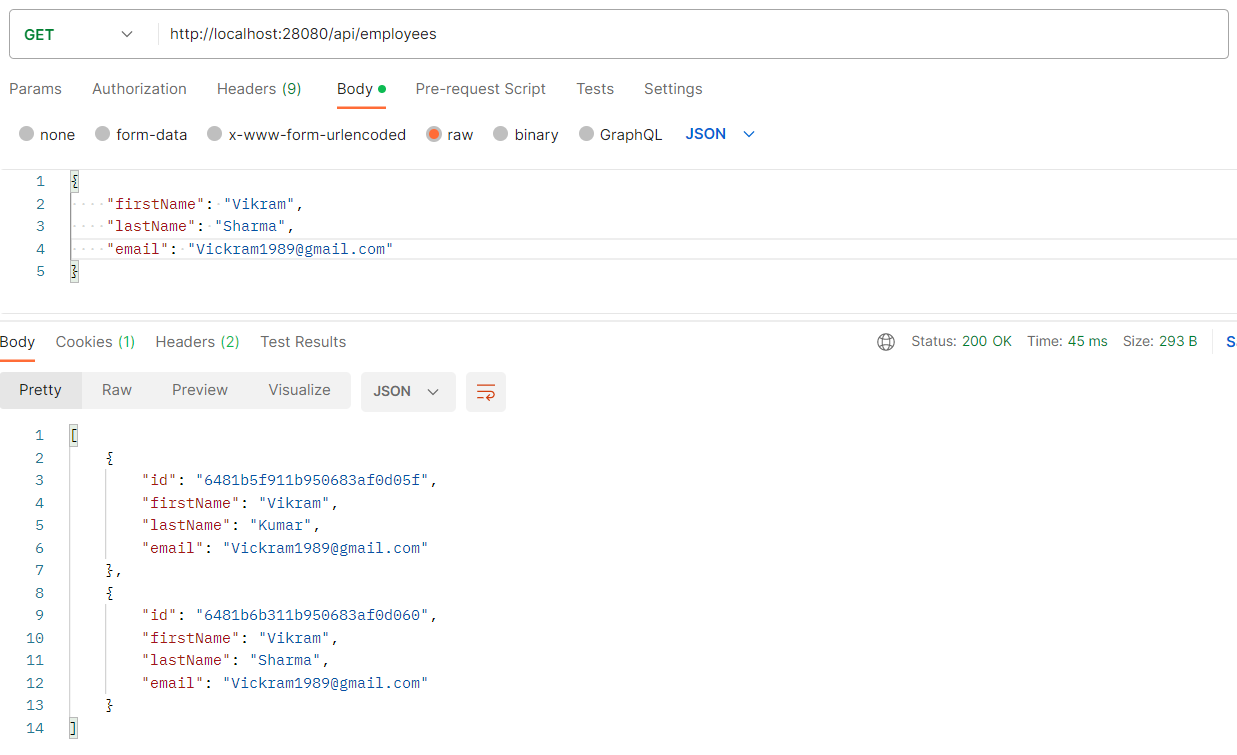 GET http://localhost:28080/api/employees
Params Authorization Headers (9) Body Pre-request Script Tests Settings
none form-data x-www-form-urlencoded raw binary GraphQL JSON
1 {
2 "firstName": "Vikram",
3 "lastName": "Sharma",
4 "email": "Vickram1989@gmail.com"
5 }
Body Cookies (1) Headers (2) Test Results Status: 200 OK Time: 45 ms Size: 293 B
Pretty Raw Preview Visualize JSON
1 [
2 {
3 "id": "6481b5f911b950683af0d05f",
4 "firstName": "Vikram",
5 "lastName": "Kumar",
6 "email": "Vickram1989@gmail.com"
7 },
8 {
9 "id": "6481b6b311b950683af0d060",
10 "firstName": "Vikram",
11 "lastName": "Sharma",
12 "email": "Vickram1989@gmail.com"
13 }
14 ]